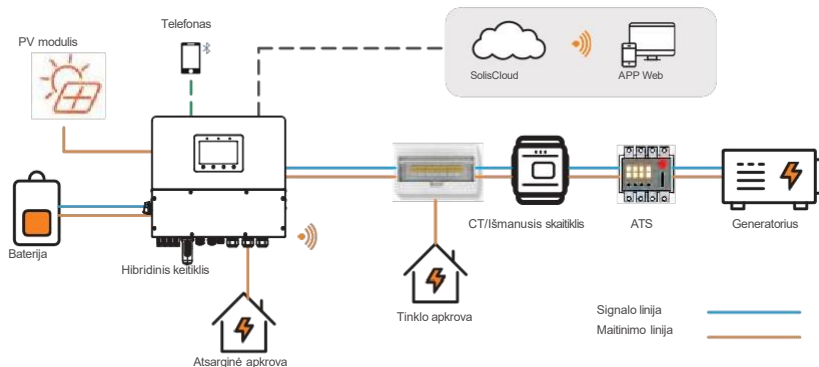 Telefonas
PV modulis
SolisCloud
APP Web
CT/Išmanusis skaitiklis
ATS
Generatorius
Baterija
Hibridinis keitiklis
Tinklo apkrova
Signalo linija
Maitinimo linija
Atsarginė apkrova